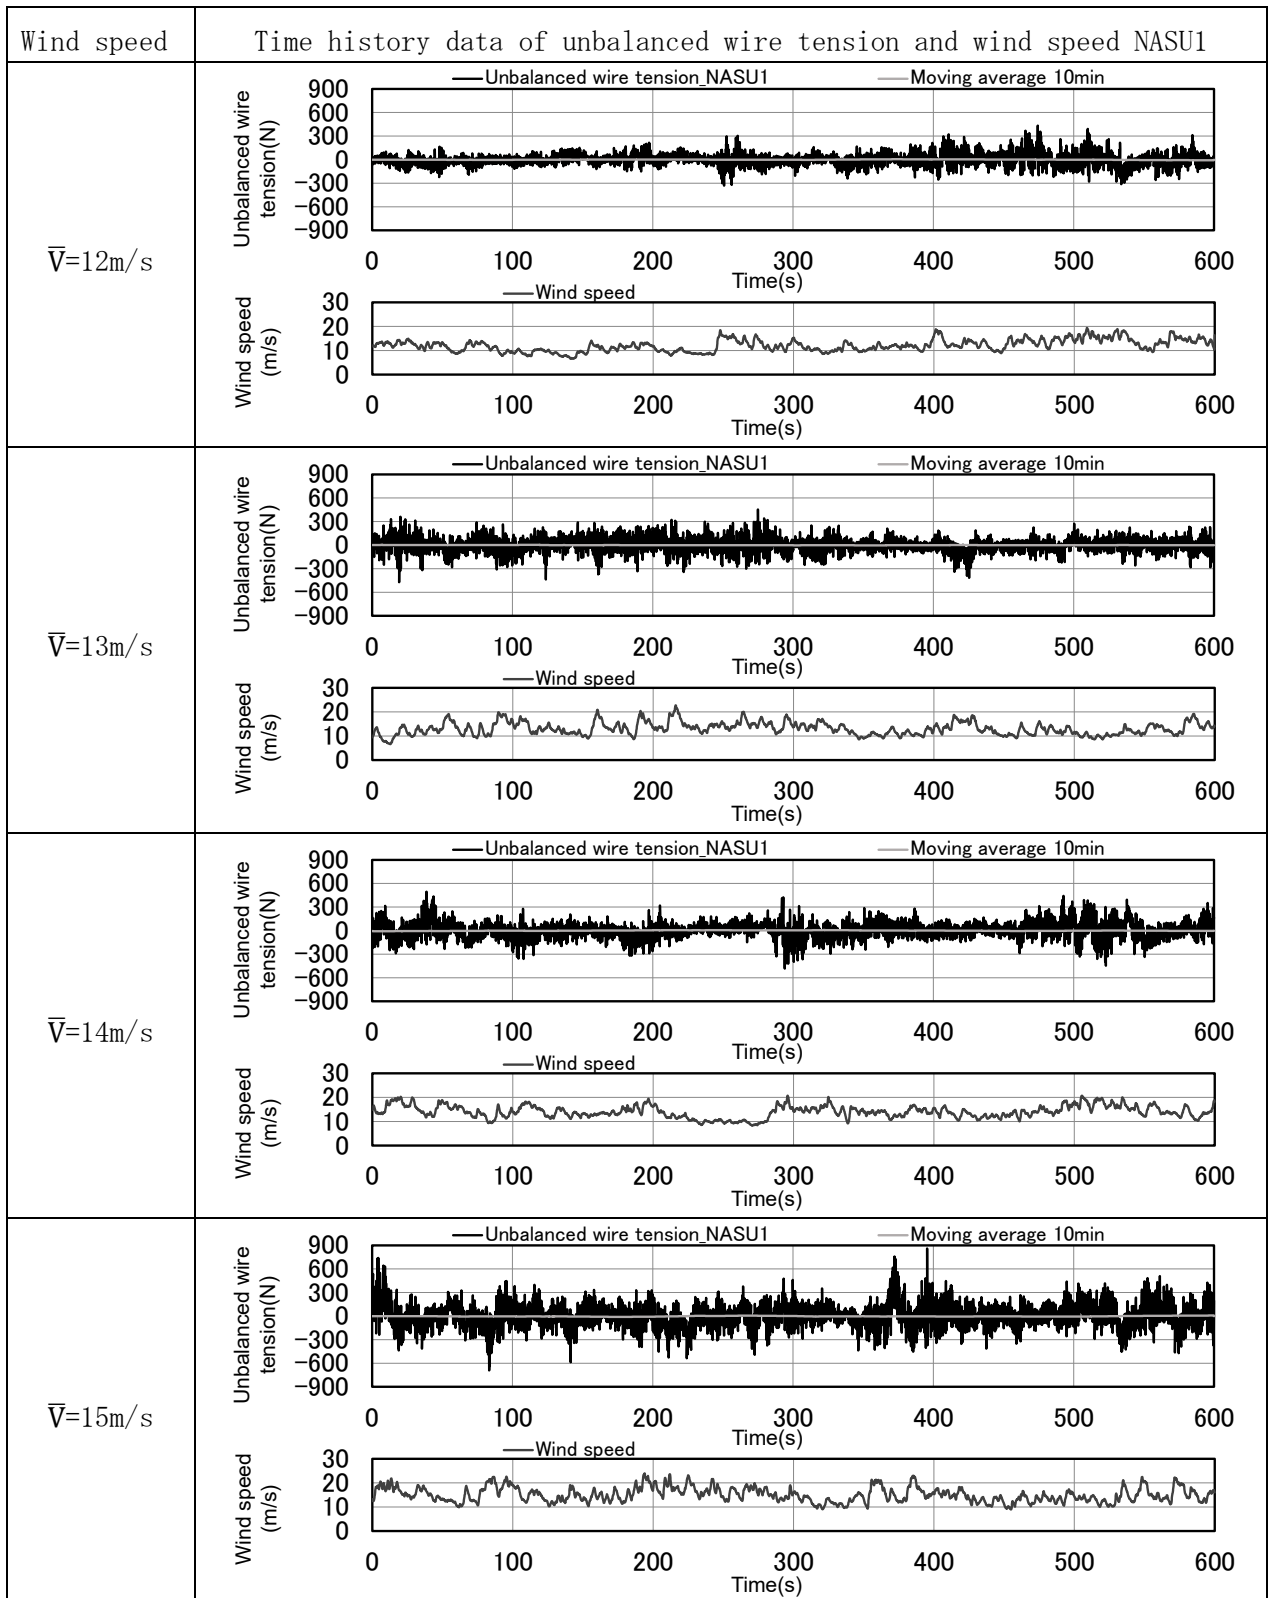 Wind speed
Time history data of unbalanced wire tension and wind speed NASU1
V̅=12m/s
Unbalanced wire tension_NASU1
Moving average 10min
Unbalanced wire
tension(N)
900
600
300
0
−300
−600
−900
0 100 200 300 400 500 600
Time(s)
Wind speed
Wind speed
(m/s)
30
20
10
0
0 100 200 300 400 500 600
Time(s)
V̅=13m/s
Unbalanced wire tension_NASU1
Moving average 10min
Unbalanced wire
tension(N)
900
600
300
0
−300
−600
−900
0 100 200 300 400 500 600
Time(s)
Wind speed
Wind speed
(m/s)
30
20
10
0
0 100 200 300 400 500 600
Time(s)
V̅=14m/s
Unbalanced wire tension_NASU1
Moving average 10min
Unbalanced wire
tension(N)
900
600
300
0
−300
−600
−900
0 100 200 300 400 500 600
Time(s)
Wind speed
Wind speed
(m/s)
30
20
10
0
0 100 200 300 400 500 600
Time(s)
V̅=15m/s
Unbalanced wire tension_NASU1
Moving average 10min
Unbalanced wire
tension(N)
900
600
300
0
−300
−600
−900
0 100 200 300 400 500 600
Time(s)
Wind speed
Wind speed
(m/s)
30
20
10
0
0 100 200 300 400 500 600
Time(s)